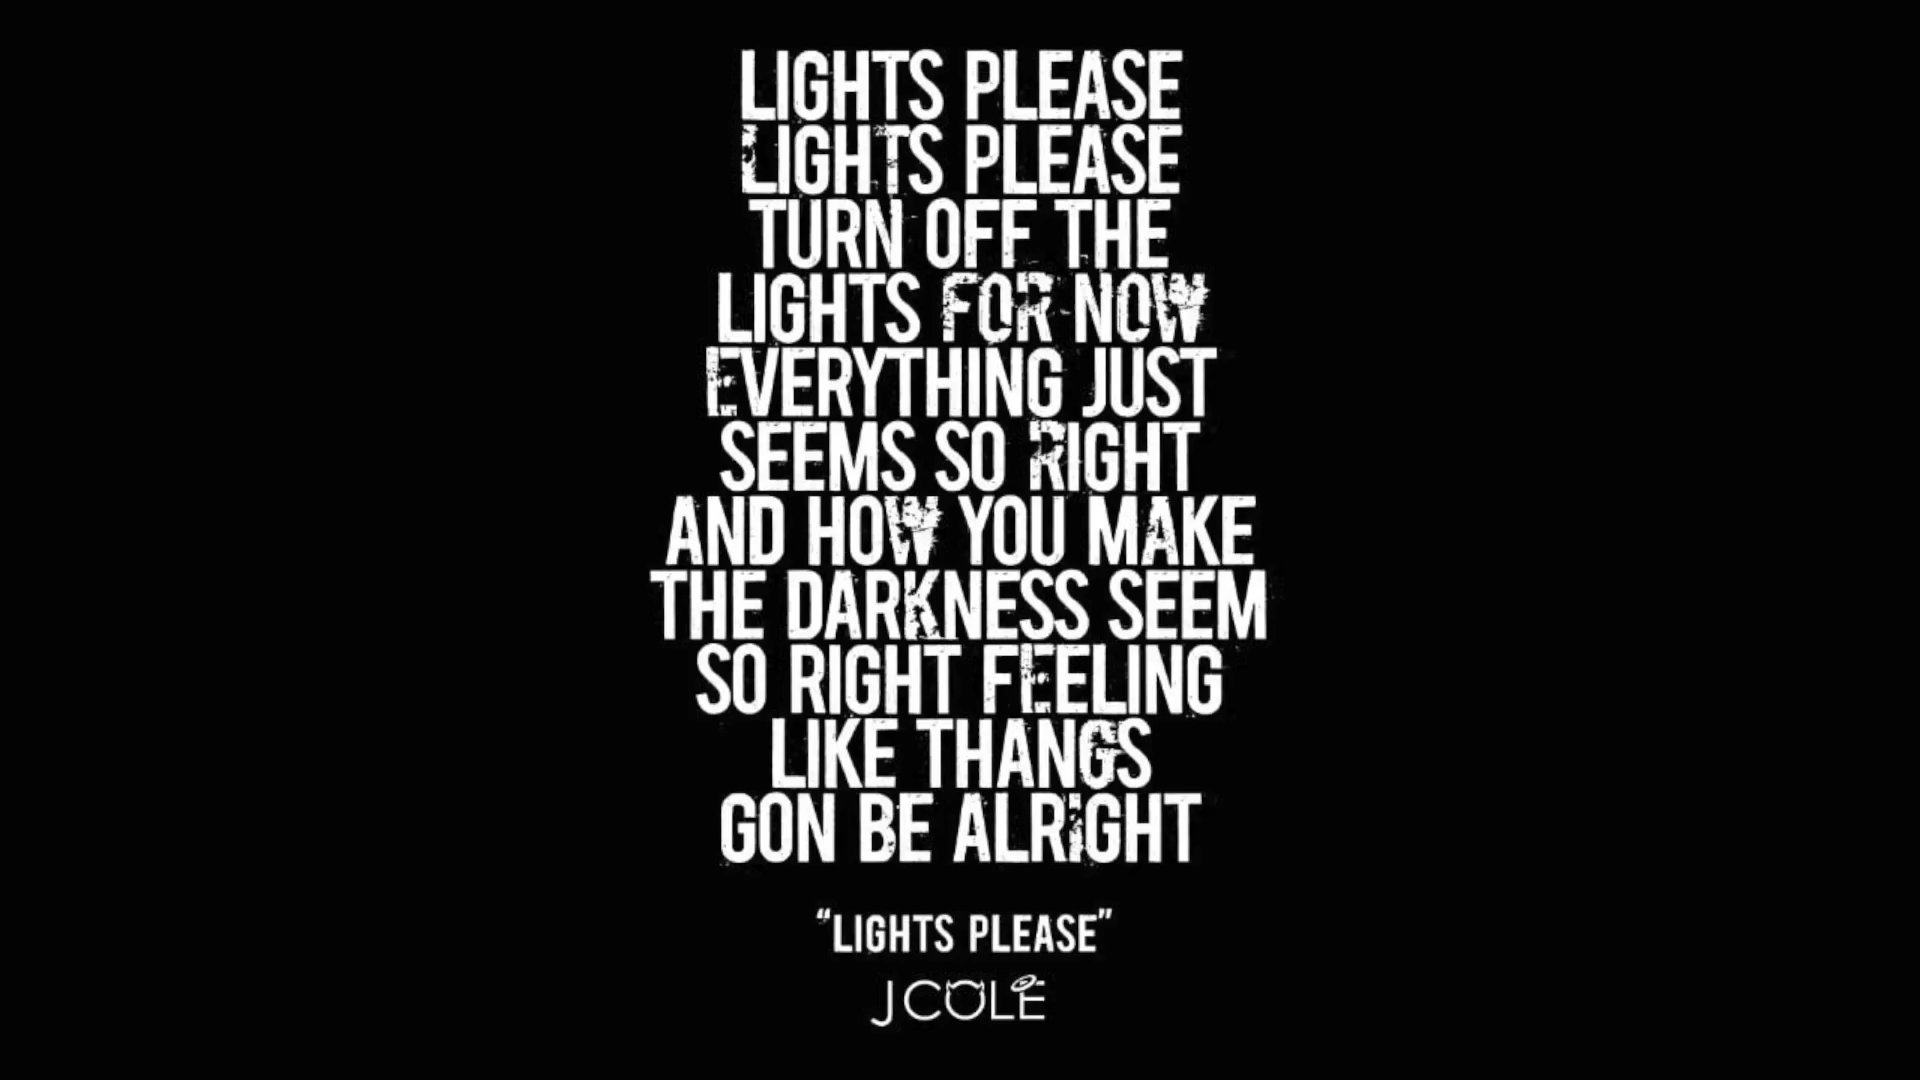 LIGHTS PLEASE
LIGHTS PLEASE
TURN OFF THE
LIGHTS FOR NOW
EVERYTHING JUST
SEEMS SO RIGHT
AND HOW YOU MAKE
THE DARKNESS SEEM
SO RIGHT FEELING
LIKE THANGS
GON BE ALRIGHT
“LIGHTS PLEASE”
J COLE